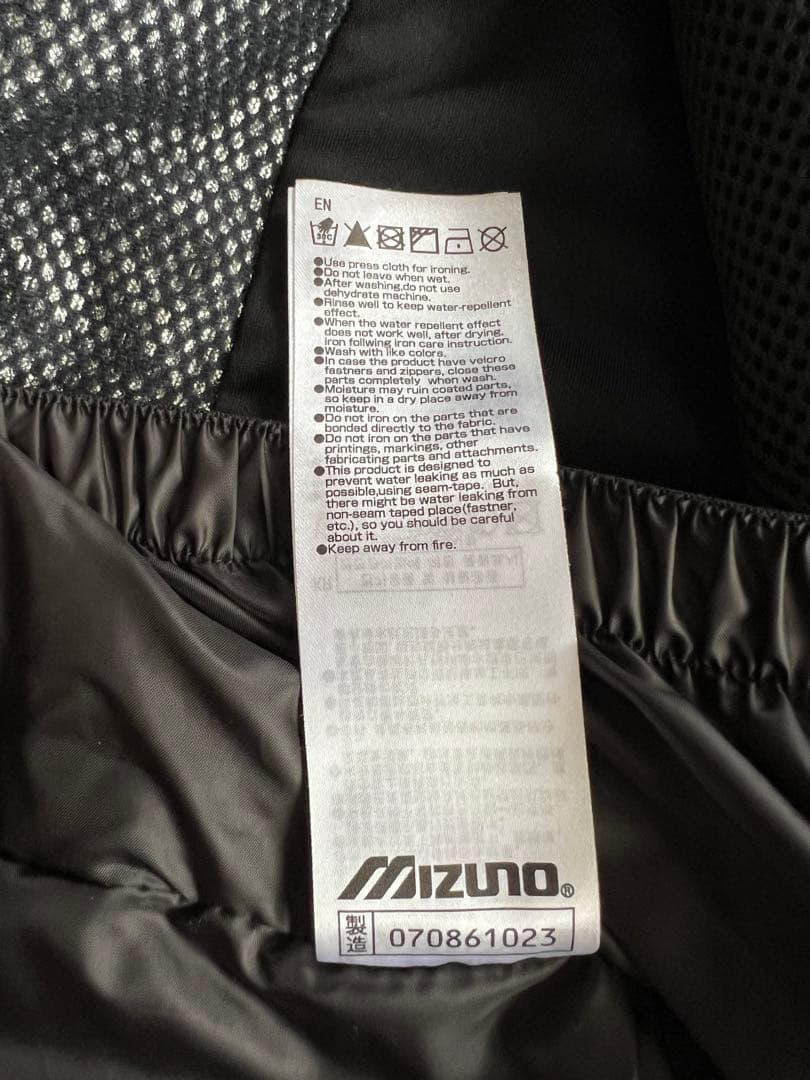 EN
30C
●Use press cloth for ironing.
●Do not leave when wet.
●After washing,do not use
dehydrate machine.
●Rinse well to keep water-repellent
effect.
●When the water repellent effect
does not work well, after drying,
iron follwing iron care instruction.
●Wash with like colors.
●In case the product have velcro
fastners and zippers, close these
parts completely when wash.
●Moisture may ruin coated parts,
so keep in a dry place away from
moisture.
●Do not iron on the parts that are
bonded directly to the fabric.
●Do not iron on the parts that have
printings, markings, other
fabricating parts and attachments.
●This product is designed to
prevent water leaking as much as
possible,using seam-tape. But,
there might be water leaking from
non-seam taped place(fastner,
etc.), so you should be careful
about it.
●Keep away from fire.
MIZUNO®
製造 070861023